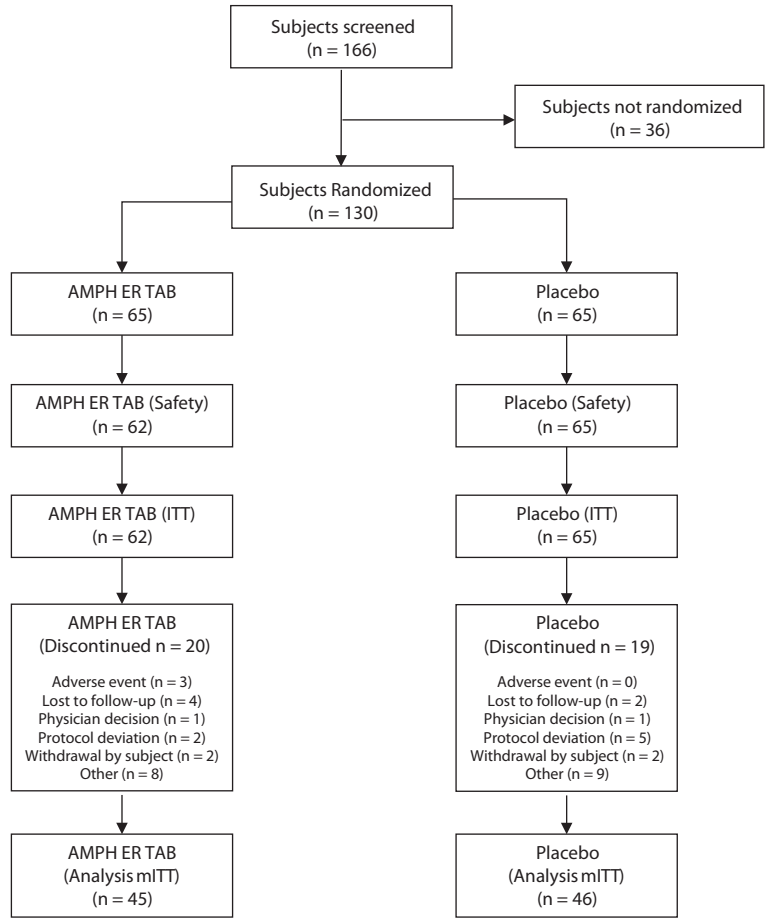 Subjects screened
(n = 166)
Subjects not randomized
(n = 36)
Subjects Randomized
(n = 130)
AMPH ER TAB
(n = 65)
Placebo
(n = 65)
AMPH ER TAB (Safety)
(n = 62)
Placebo (Safety)
(n = 65)
AMPH ER TAB (ITT)
(n = 62)
Placebo (ITT)
(n = 65)
AMPH ER TAB
(Discontinued n = 20)
Adverse event (n = 3)
Lost to follow-up (n = 4)
Physician decision (n = 1)
Protocol deviation (n = 2)
Withdrawal by subject (n = 2)
Other (n = 8)
Placebo
(Discontinued n = 19)
Adverse event (n = 0)
Lost to follow-up (n = 2)
Physician decision (n = 1)
Protocol deviation (n = 5)
Withdrawal by subject (n = 2)
Other (n = 9)
AMPH ER TAB
(Analysis mITT)
(n = 45)
Placebo
(Analysis mITT)
(n = 46)